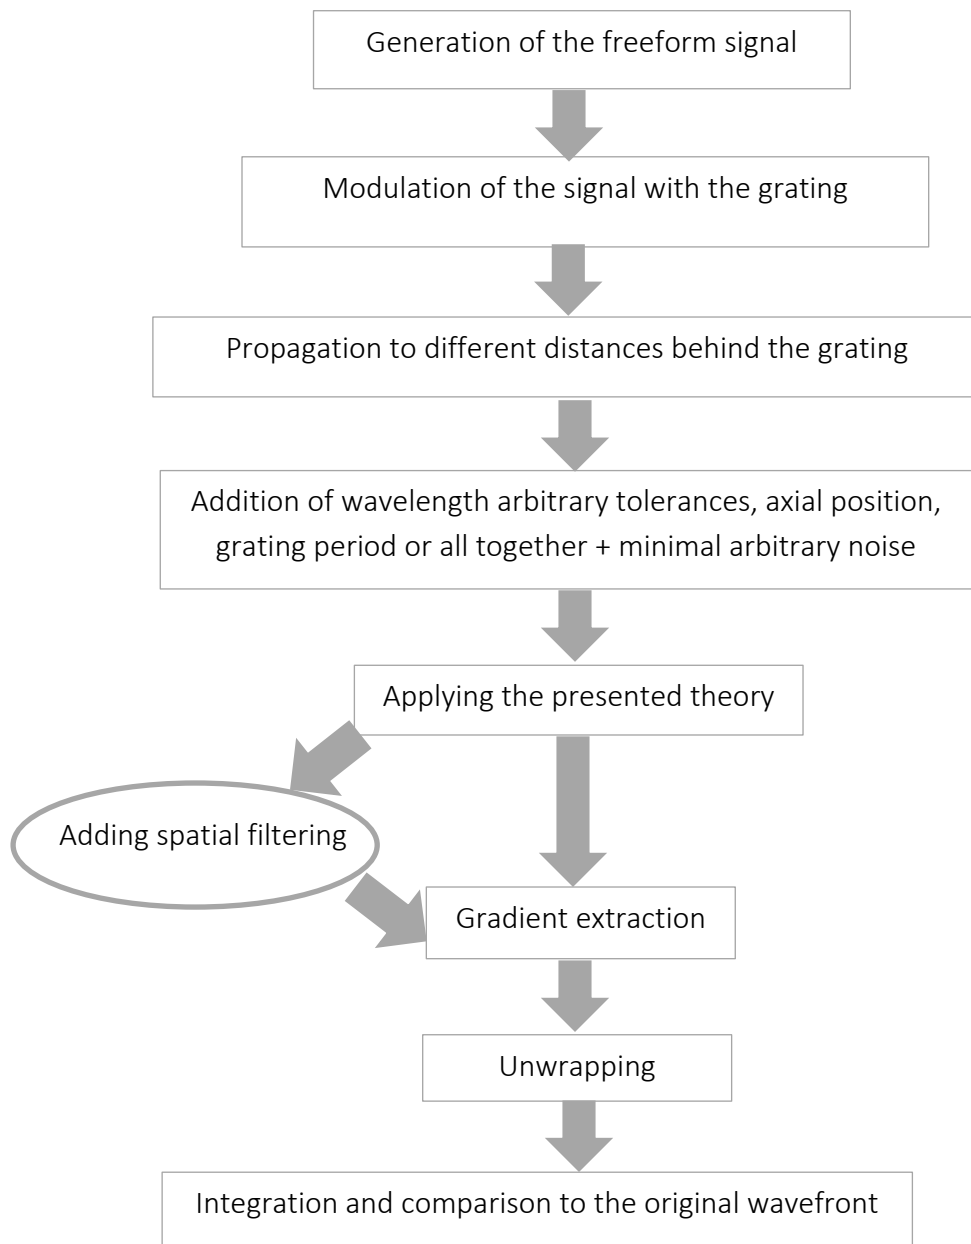 Generation of the freeform signal
Modulation of the signal with the grating
Propagation to different distances behind the grating
Addition of wavelength arbitrary tolerances, axial position,
grating period or all together + minimal arbitrary noise
Applying the presented theory
Adding spatial filtering
Gradient extraction
Unwrapping
Integration and comparison to the original wavefront